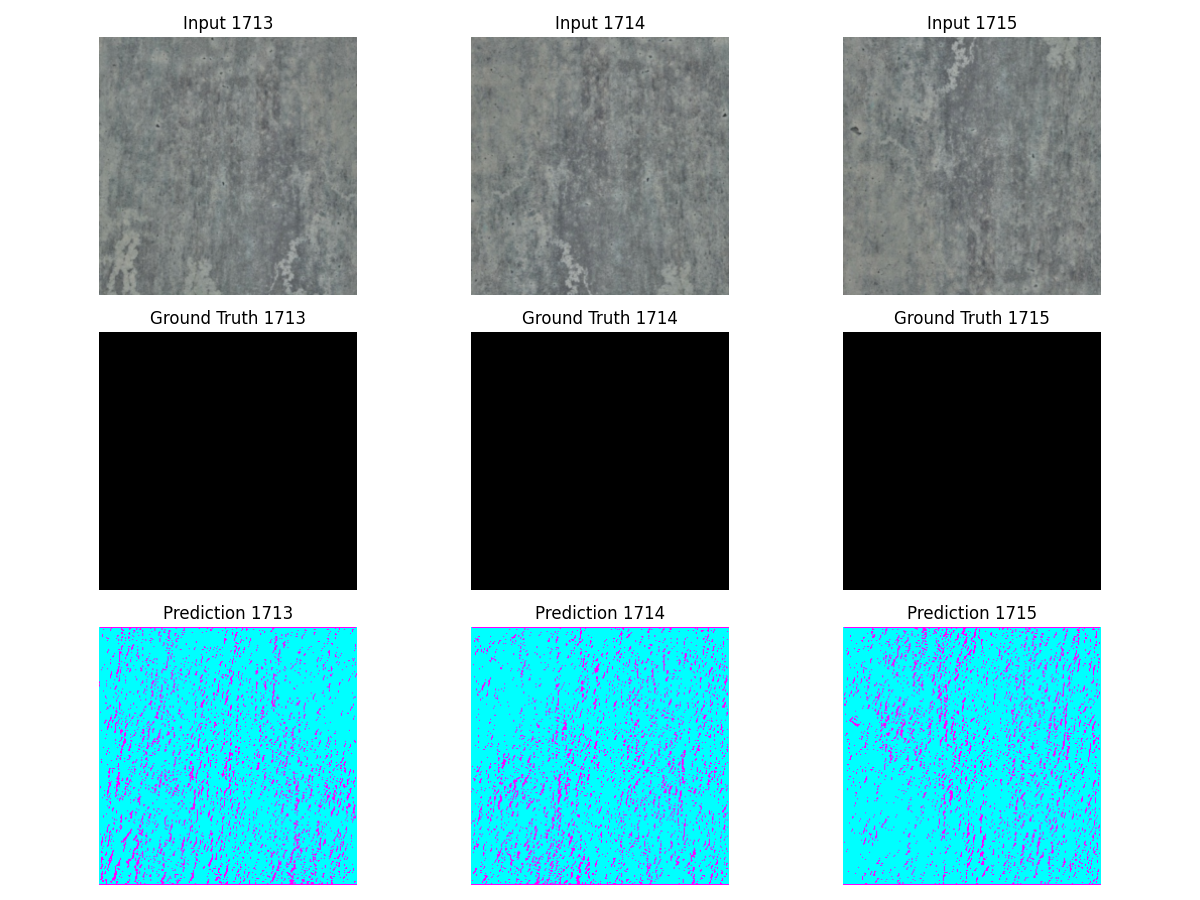 Input 1713
Input 1714
Input 1715
Ground Truth 1713
Ground Truth 1714
Ground Truth 1715
Prediction 1713
Prediction 1714
Prediction 1715